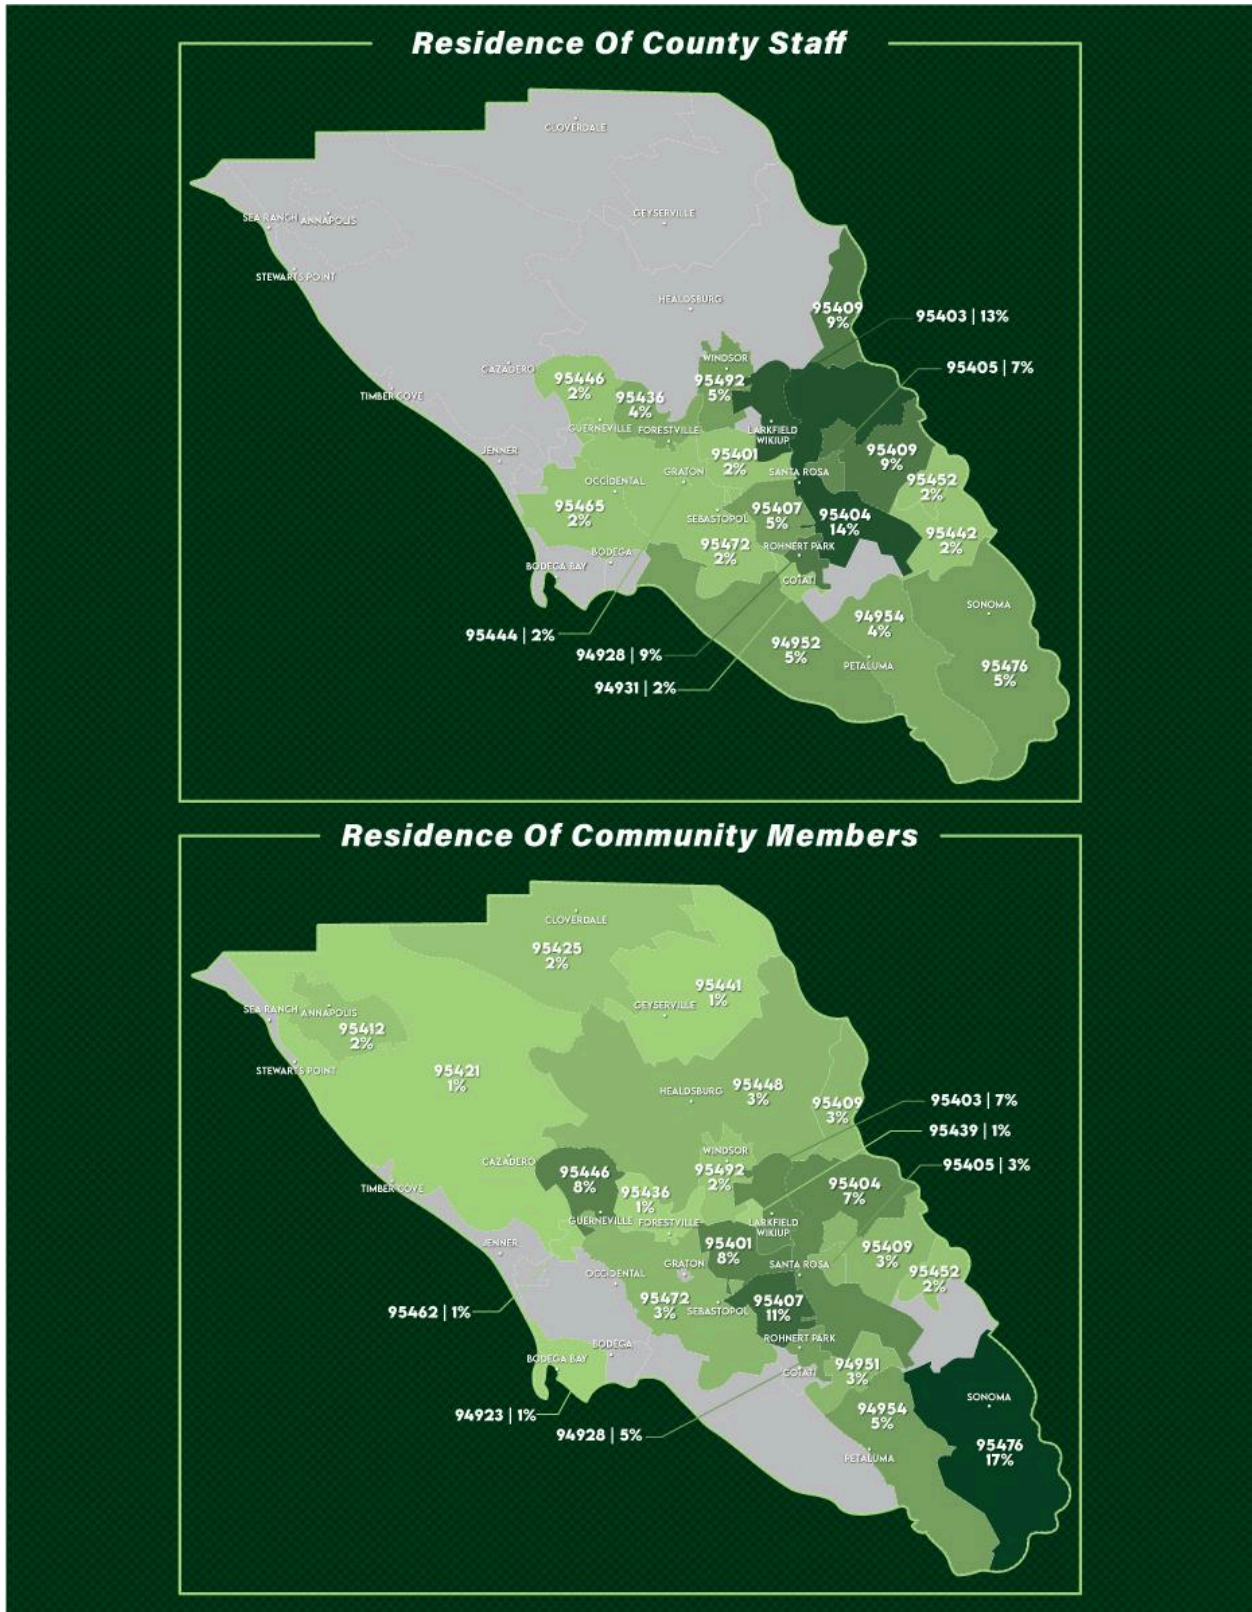 Residence Of County Staff
CLOVERDALE
GEYSERVILLE
SEA RANCH
ANNAPOLIS
STEWARTS POINT
HEALDSBURG
95409
9%
95403 | 13%
WINDSOR
95405 | 7%
CAZADERO
95446
2%
95492
5%
TIMBER COVE
95436
4%
GUERNEVILLE
FORESTVILLE
LARKFIELD
WIKIUP
JENNER
95401
2%
95409
9%
OCCIDENTAL
GRATON
SANTA ROSA
95452
2%
95465
2%
SEBASTOPOL
95407
5%
95404
14%
95472
2%
ROHNERT PARK
95442
2%
BODEGA
BODEGA BAY
COTATI
SONOMA
95444 | 2%
94954
4%
94928 | 9%
94952
5%
PETALUMA
95476
5%
94931 | 2%
Residence Of Community Members
CLOVERDALE
95425
2%
95441
1%
GEYSERVILLE
SEA RANCH
ANNAPOLIS
95412
2%
STEWARTS POINT
95421
1%
HEALDSBURG
95448
3%
95409
3%
95403 | 7%
95439 | 1%
WINDSOR
95405 | 3%
CAZADERO
95446
8%
95492
2%
95404
7%
TIMBER COVE
95436
1%
GUERNEVILLE
FORESTVILLE
LARKFIELD
WIKIUP
JENNER
95401
8%
95409
3%
OCCIDENTAL
GRATON
SANTA ROSA
95452
2%
95472
3%
SEBASTOPOL
95407
11%
95462 | 1%
ROHNERT PARK
BODEGA
BODEGA BAY
COTATI
94951
3%
SONOMA
94923 | 1%
94954
5%
94928 | 5%
PETALUMA
95476
17%